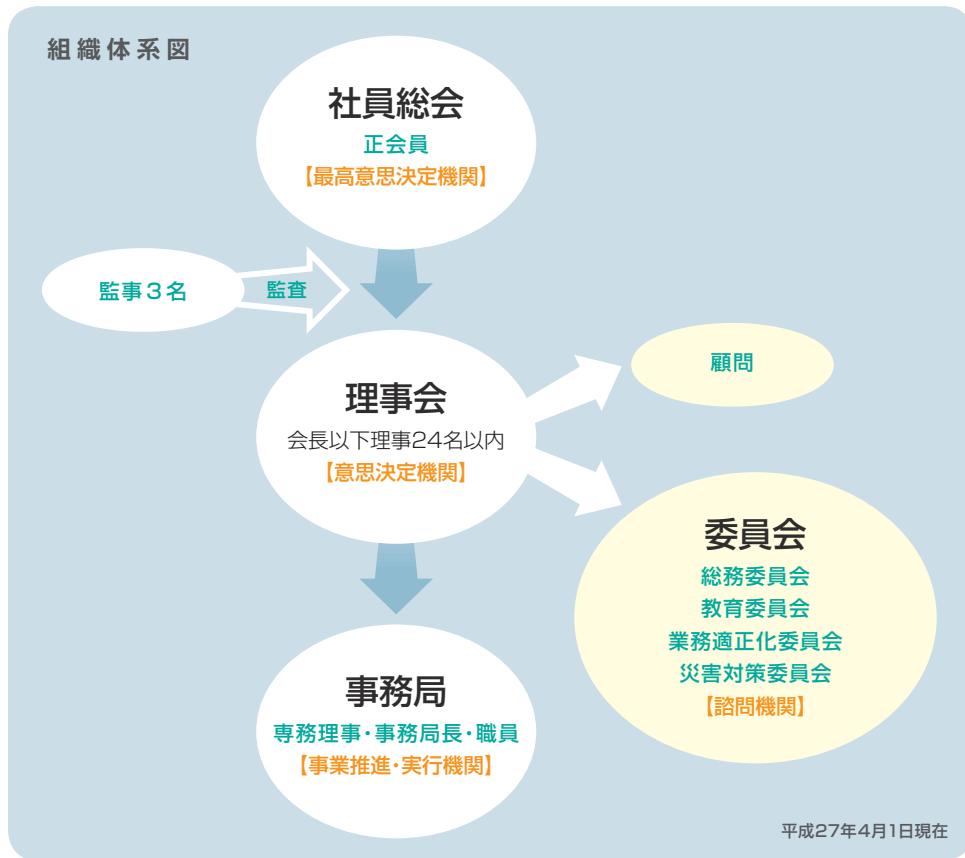 組織体系図
社員総会
正会員
【最高意思決定機関】
監事3名
監査
理事会
会長以下理事24名以内
【意思決定機関】
顧問
委員会
総務委員会
教育委員会
業務適正化委員会
災害対策委員会
【諮問機関】
事務局
専務理事・事務局長・職員
【事業推進・実行機関】
平成27年4月1日現在